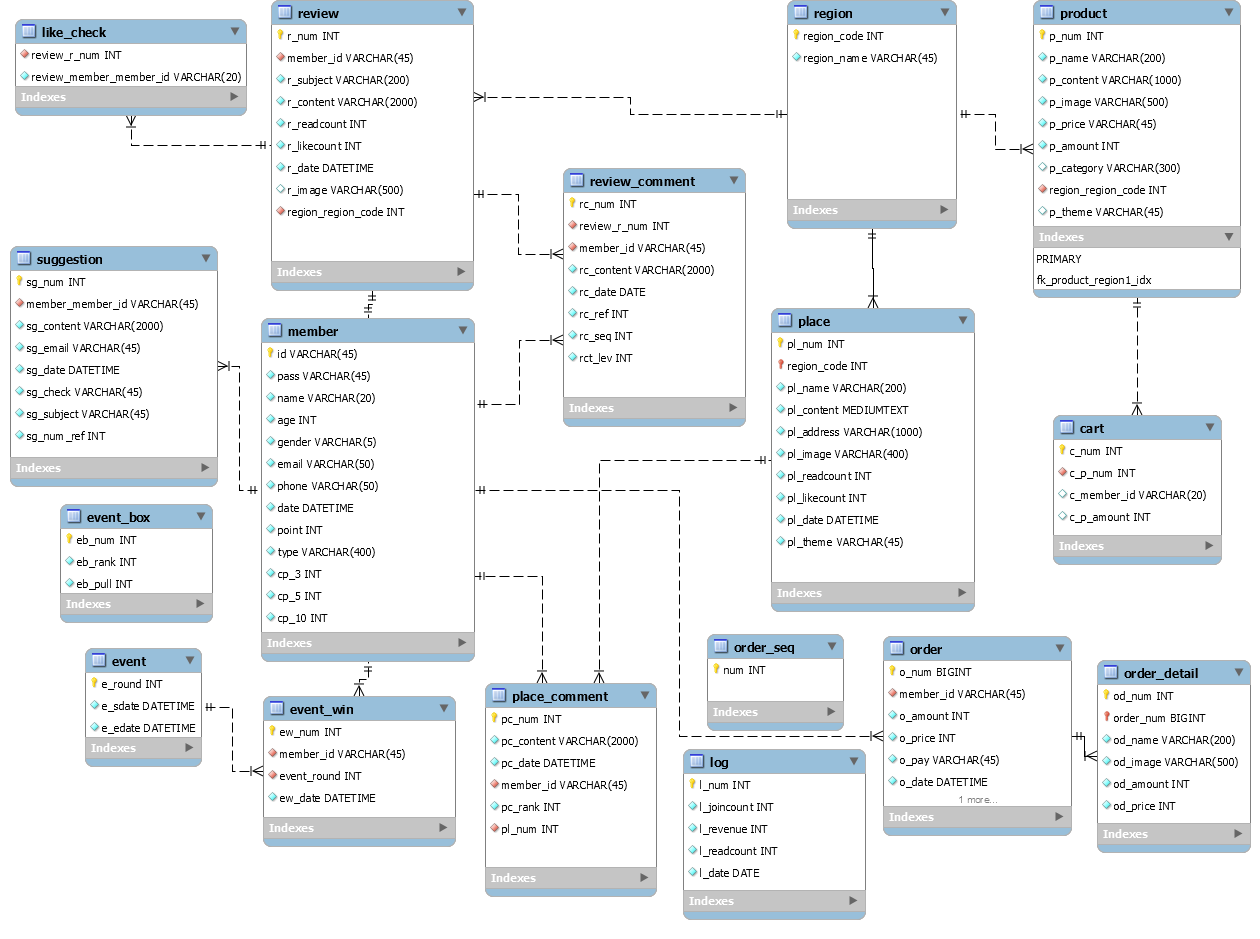 like_check
review_r_num INT
review_member_member_id VARCHAR(20)
Indexes
review
r_num INT
member_id VARCHAR(45)
r_subject VARCHAR(200)
r_content VARCHAR(2000)
r_readcount INT
r_likecount INT
r_date DATETIME
r_image VARCHAR(500)
region_region_code INT
Indexes
region
region_code INT
region_name VARCHAR(45)
Indexes
product
p_num INT
p_name VARCHAR(200)
p_content VARCHAR(1000)
p_image VARCHAR(500)
p_price VARCHAR(45)
p_amount INT
p_category VARCHAR(300)
region_region_code INT
p_theme VARCHAR(45)
Indexes
PRIMARY
fk_product_region1_idx
review_comment
rc_num INT
review_r_num INT
member_id VARCHAR(45)
rc_content VARCHAR(2000)
rc_date DATE
rc_ref INT
rc_seq INT
rct_lev INT
Indexes
suggestion
sg_num INT
member_member_id VARCHAR(45)
sg_content VARCHAR(2000)
sg_email VARCHAR(45)
sg_date DATETIME
sg_check VARCHAR(45)
sg_subject VARCHAR(45)
sg_num_ref INT
Indexes
member
id VARCHAR(45)
pass VARCHAR(45)
name VARCHAR(20)
age INT
gender VARCHAR(5)
email VARCHAR(50)
phone VARCHAR(50)
date DATETIME
point INT
type VARCHAR(400)
cp_3 INT
cp_5 INT
cp_10 INT
Indexes
place
pl_num INT
region_code INT
pl_name VARCHAR(200)
pl_content MEDIUMTEXT
pl_address VARCHAR(1000)
pl_image VARCHAR(400)
pl_readcount INT
pl_likecount INT
pl_date DATETIME
pl_theme VARCHAR(45)
Indexes
cart
c_num INT
c_p_num INT
c_member_id VARCHAR(20)
c_p_amount INT
Indexes
event_box
eb_num INT
eb_rank INT
eb_pull INT
Indexes
event
e_round INT
e_sdate DATETIME
e_edate DATETIME
Indexes
event_win
ew_num INT
member_id VARCHAR(45)
event_round INT
ew_date DATETIME
Indexes
place_comment
pc_num INT
pc_content VARCHAR(2000)
pc_date DATETIME
member_id VARCHAR(45)
pc_rank INT
pl_num INT
Indexes
order_seq
num INT
Indexes
log
l_num INT
l_joincount INT
l_revenue INT
l_readcount INT
l_date DATE
Indexes
order
o_num BIGINT
member_id VARCHAR(45)
o_amount INT
o_price INT
o_pay VARCHAR(45)
o_date DATETIME
1 more...
Indexes
order_detail
od_num INT
order_num BIGINT
od_name VARCHAR(200)
od_image VARCHAR(500)
od_amount INT
od_price INT
Indexes